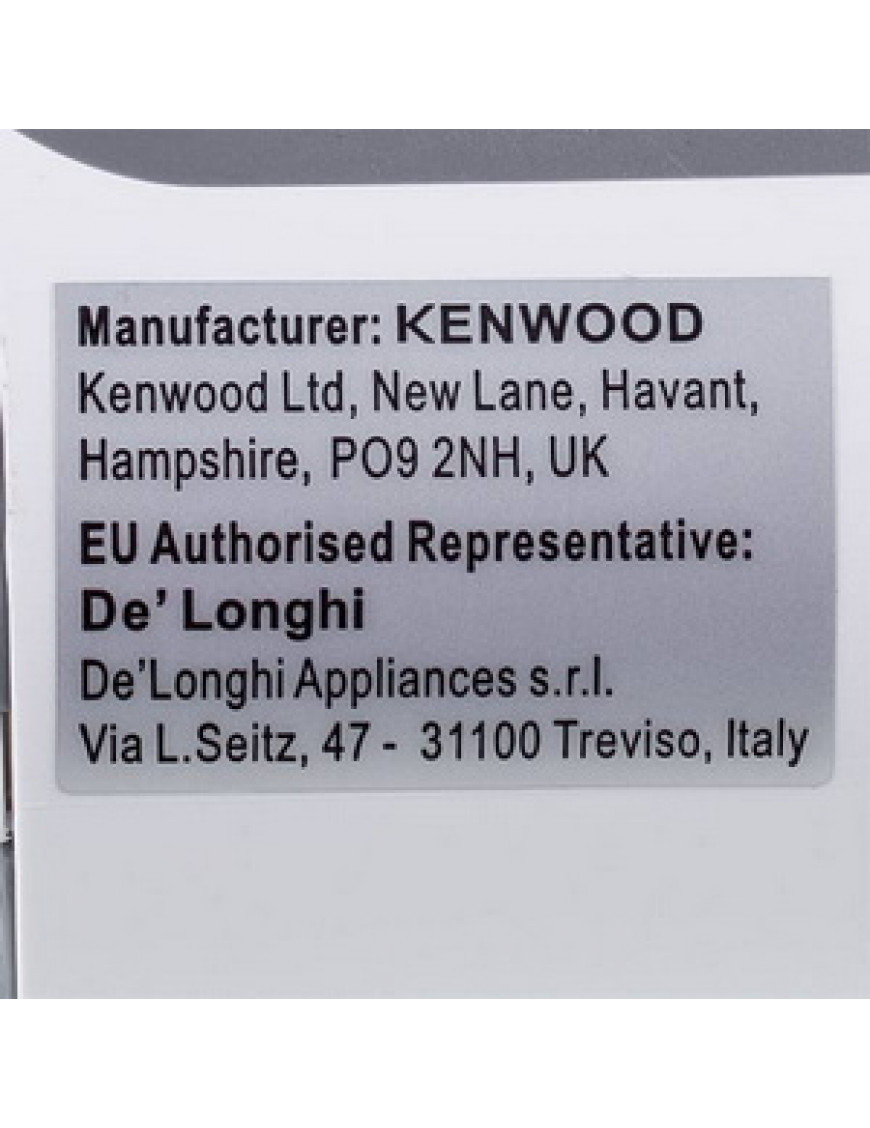 Manufacturer: KENWOOD
Kenwood Ltd, New Lane, Havant,
Hampshire, PO9 2NH, UK
EU Authorised Representative:
De’ Longhi
De’Longhi Appliances s.r.l.
Via L.Seitz, 47 - 31100 Treviso, Italy